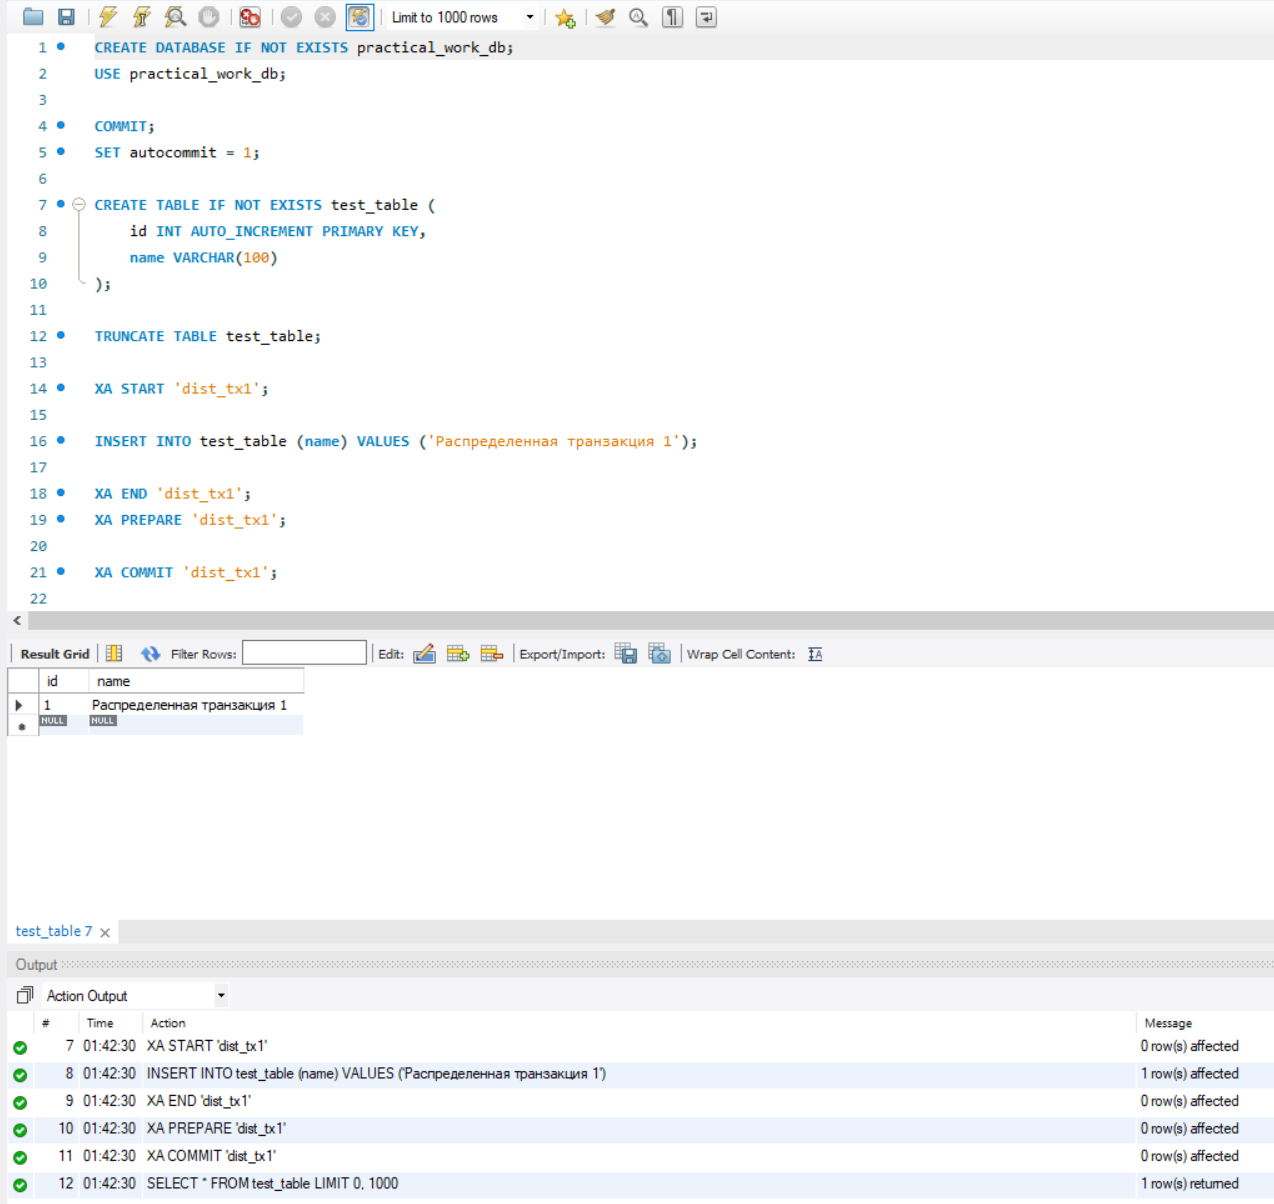 Limit to 1000 rows
1 CREATE DATABASE IF NOT EXISTS practical_work_db;
2 USE practical_work_db;
3
4 COMMIT;
5 SET autocommit = 1;
6
7 CREATE TABLE IF NOT EXISTS test_table (
8 id INT AUTO_INCREMENT PRIMARY KEY,
9 name VARCHAR(100)
10 );
11
12 TRUNCATE TABLE test_table;
13
14 XA START 'dist_tx1';
15
16 INSERT INTO test_table (name) VALUES ('Распределенная транзакция 1');
17
18 XA END 'dist_tx1';
19 XA PREPARE 'dist_tx1';
20
21 XA COMMIT 'dist_tx1';
22
Result Grid Filter Rows: Edit: Export/Import: Wrap Cell Content:
id name
1 Распределенная транзакция 1
NULL NULL
test_table 7
Output
Action Output
# Time Action Message
7 01:42:30 XA START 'dist_tx1' 0 row(s) affected
8 01:42:30 INSERT INTO test_table (name) VALUES ('Распределенная транзакция 1') 1 row(s) affected
9 01:42:30 XA END 'dist_tx1' 0 row(s) affected
10 01:42:30 XA PREPARE 'dist_tx1' 0 row(s) affected
11 01:42:30 XA COMMIT 'dist_tx1' 0 row(s) affected
12 01:42:30 SELECT * FROM test_table LIMIT 0, 1000 1 row(s) returned